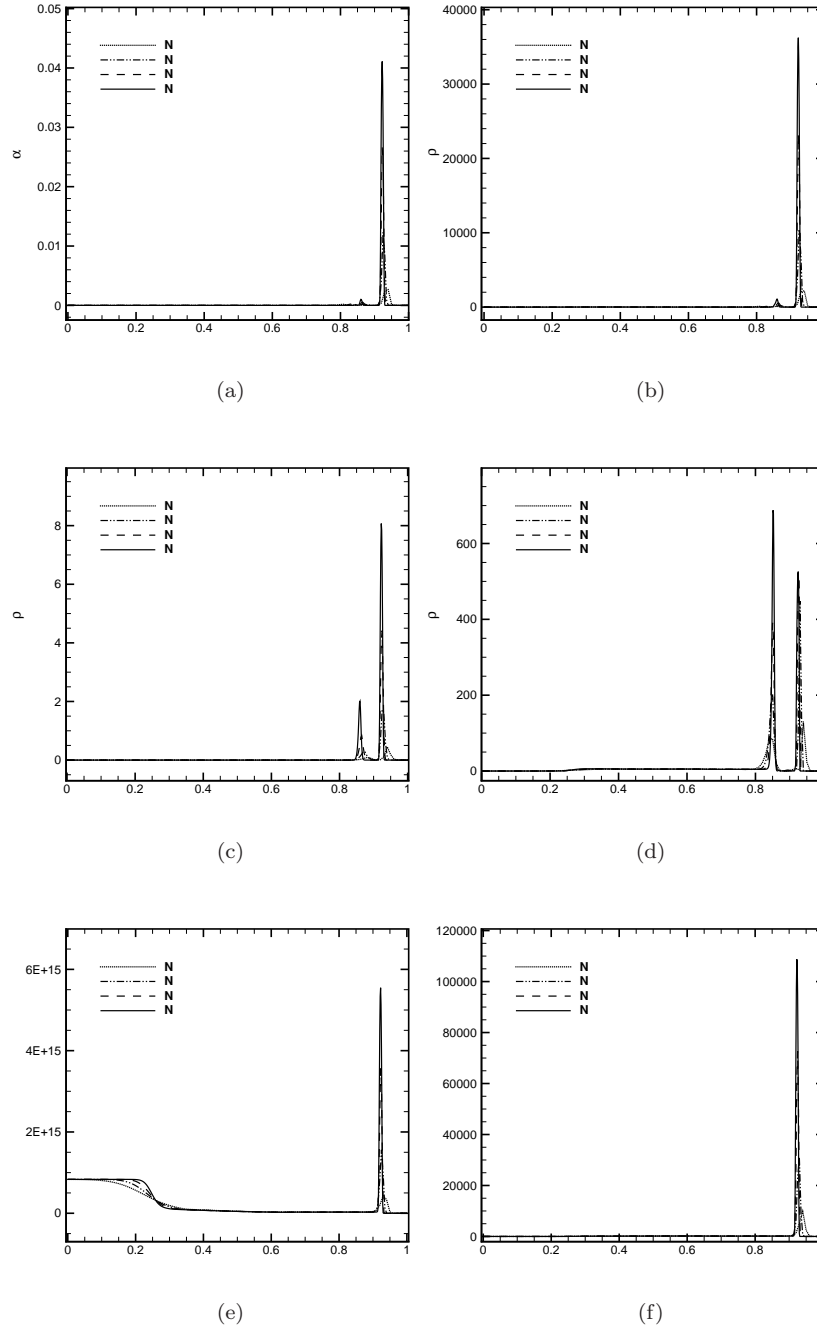 0.05
0.04
0.03
0.02
0.01
0
α
N
N
N
N
0 0.2 0.4 0.6 0.8 1
(a)
40000
30000
20000
10000
0
ρ
N
N
N
N
0 0.2 0.4 0.6 0.8
(b)
8
6
4
2
0
ρ
N
N
N
N
0 0.2 0.4 0.6 0.8 1
(c)
600
400
200
0
ρ
N
N
N
N
0 0.2 0.4 0.6 0.8
(d)
6E+15
4E+15
2E+15
0
N
N
N
N
0 0.2 0.4 0.6 0.8 1
(e)
120000
100000
80000
60000
40000
20000
0
N
N
N
N
0 0.2 0.4 0.6 0.8
(f)